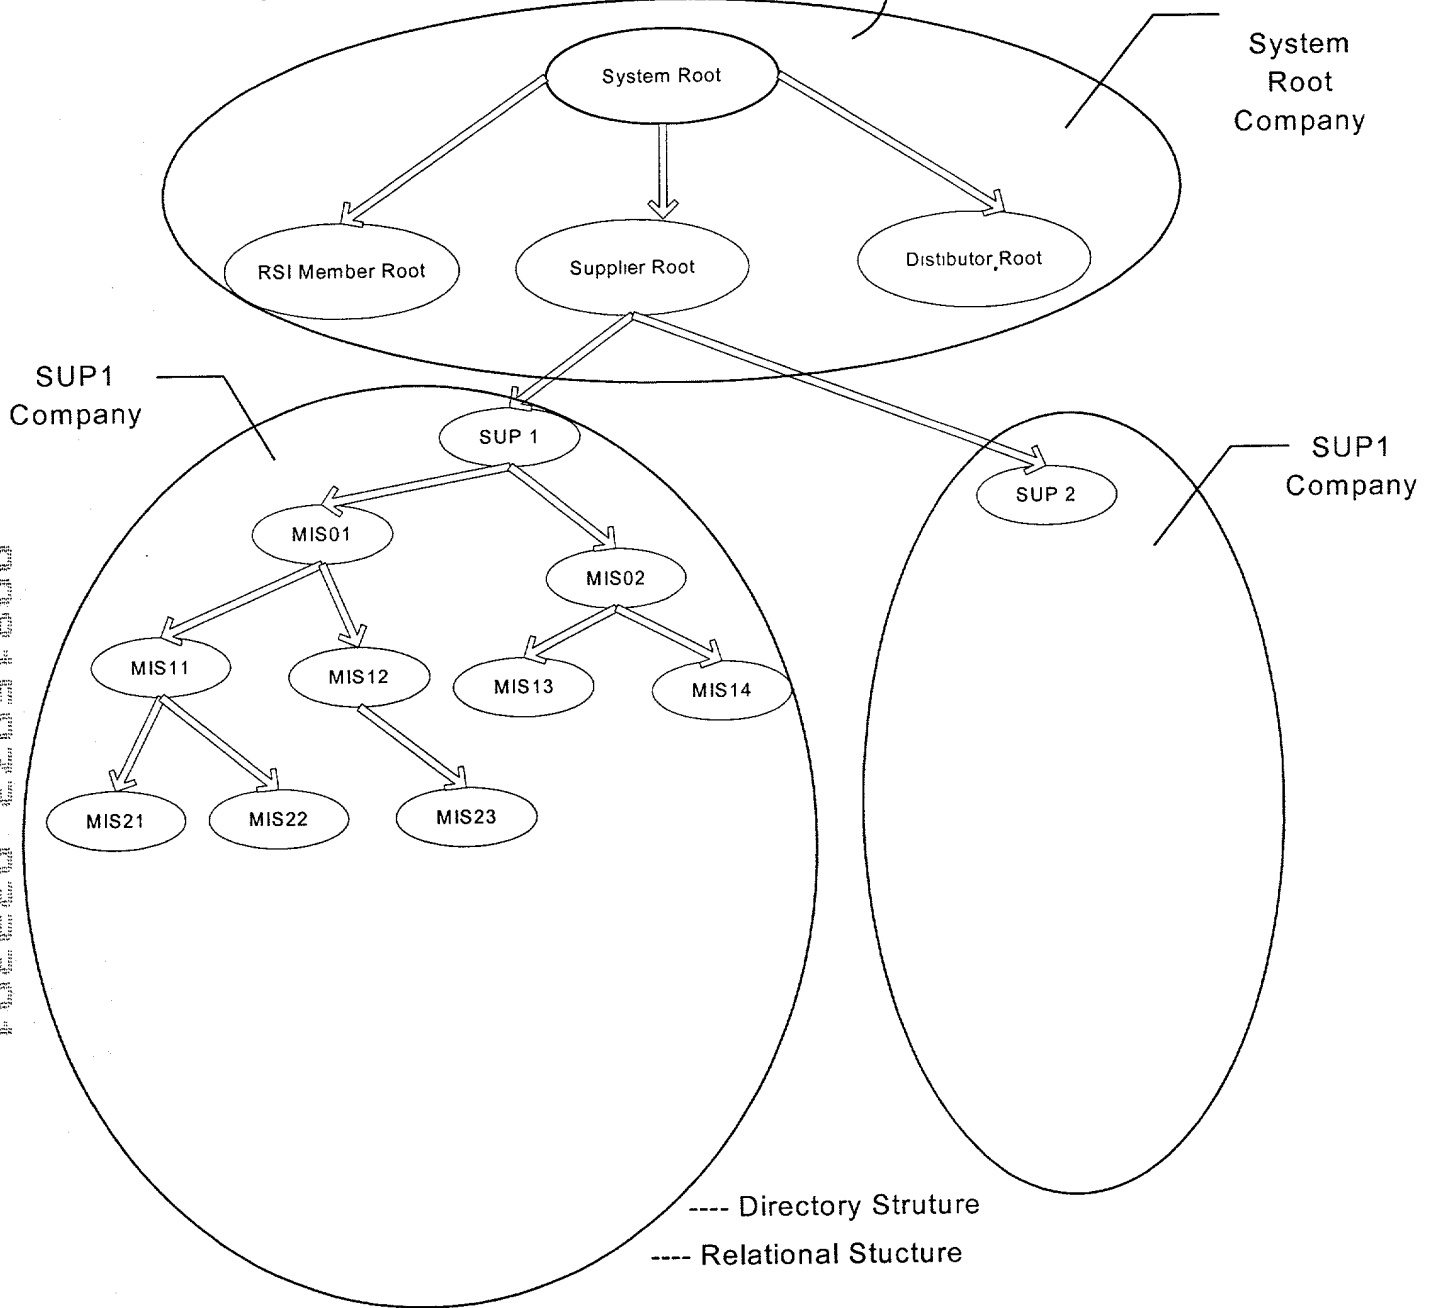 System Root
System
Root
Company
RSI Member Root
Supplier Root
Distibutor Root
SUP1
Company
SUP 1
SUP1
Company
SUP 2
MIS01
MIS02
MIS11
MIS12
MIS13
MIS14
MIS21
MIS22
MIS23
---- Directory Struture
---- Relational Stucture